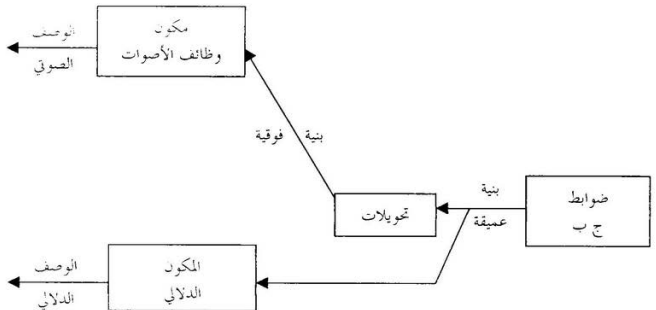 مكون
وظائف الأصوات
الوصف
الصوتي
بنية
فوقية
ضوابط
ج ب
بنية
عميقة
تحويلات
المكون
الدلالي
الوصف
الدلالي